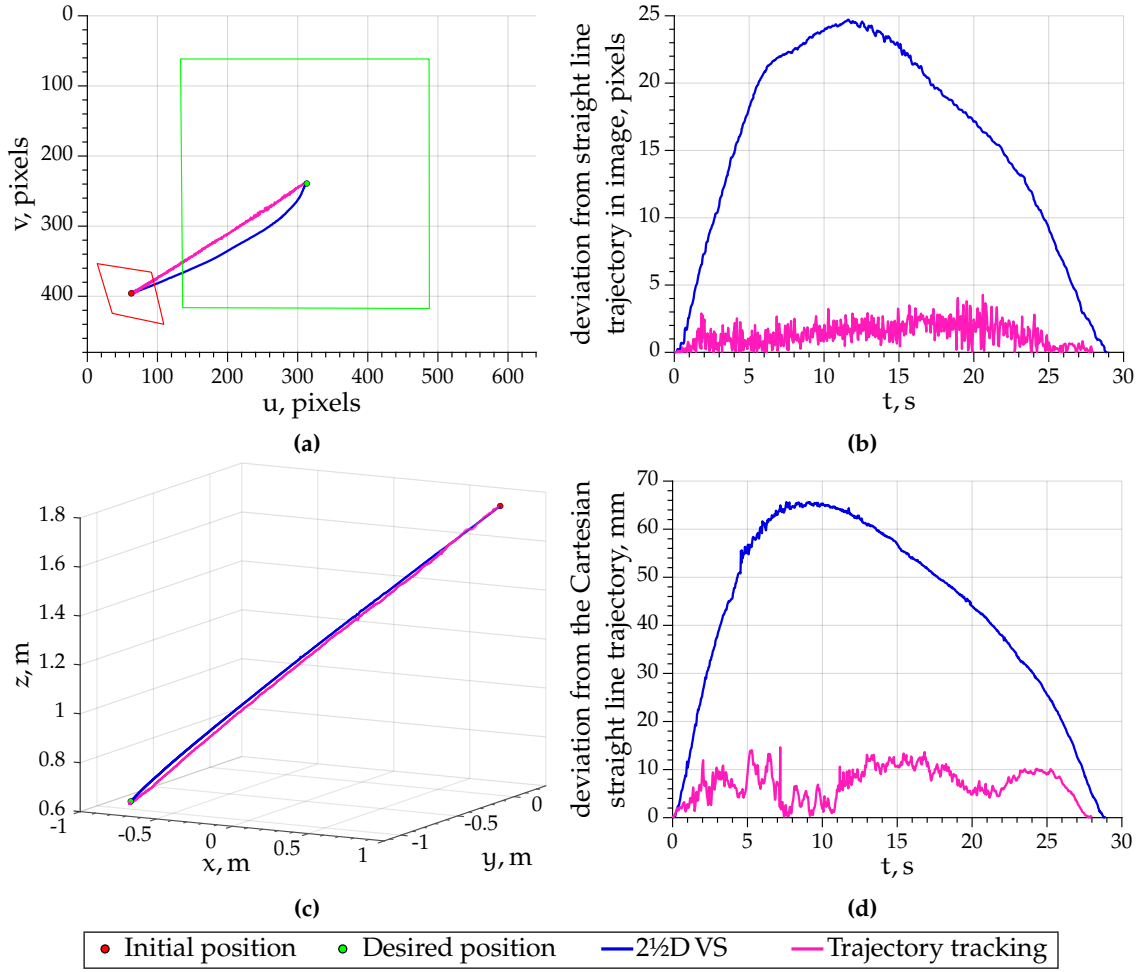 0
100
200
300
400
v, pixels
0 100 200 300 400 500 600
u, pixels
(a)
25
20
15
10
5
0
deviation from straight line
trajectory in image, pixels
0 5 10 15 20 25 30
t, s
(b)
1.8
1.6
1.4
1.2
1
0.8
0.6
z, m
-1 -0.5 0 0.5 1
x, m
-1 -0.5 0
y, m
(c)
70
60
50
40
30
20
10
0
deviation from the Cartesian
straight line trajectory, mm
0 5 10 15 20 25 30
t, s
(d)
Initial position Desired position 2½D VS Trajectory tracking